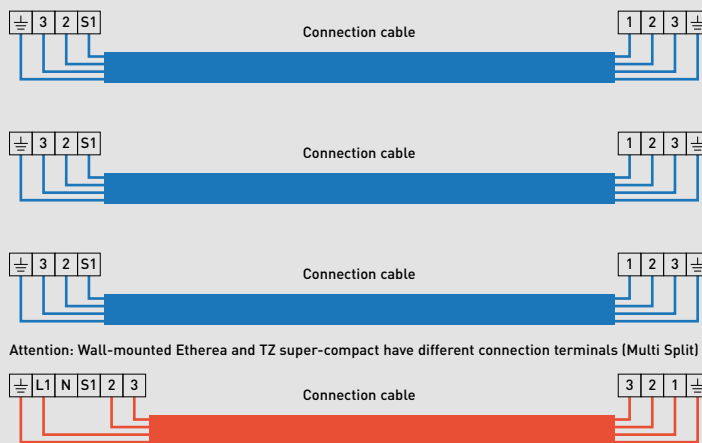 ⏚ 3 2 S1 Connection cable 1 2 3 ⏚
⏚ 3 2 S1 Connection cable 1 2 3 ⏚
⏚ 3 2 S1 Connection cable 1 2 3 ⏚
Attention: Wall-mounted Etherea and TZ super-compact have different connection terminals (Multi Split)
⏚ L1 N S1 2 3 Connection cable 3 2 1 ⏚